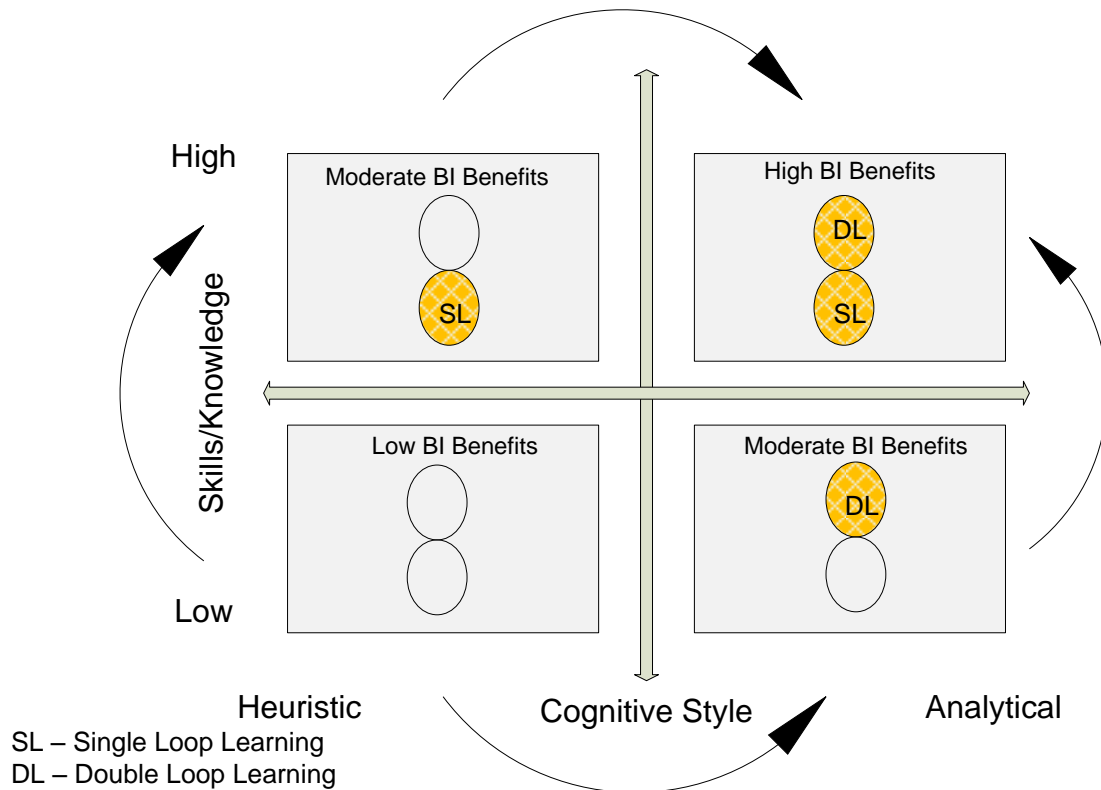 High
Moderate BI Benefits
High BI Benefits
DL
SL
SL
Skills/Knowledge
Low BI Benefits
Moderate BI Benefits
DL
Low
Heuristic
Cognitive Style
Analytical
SL – Single Loop Learning
DL – Double Loop Learning